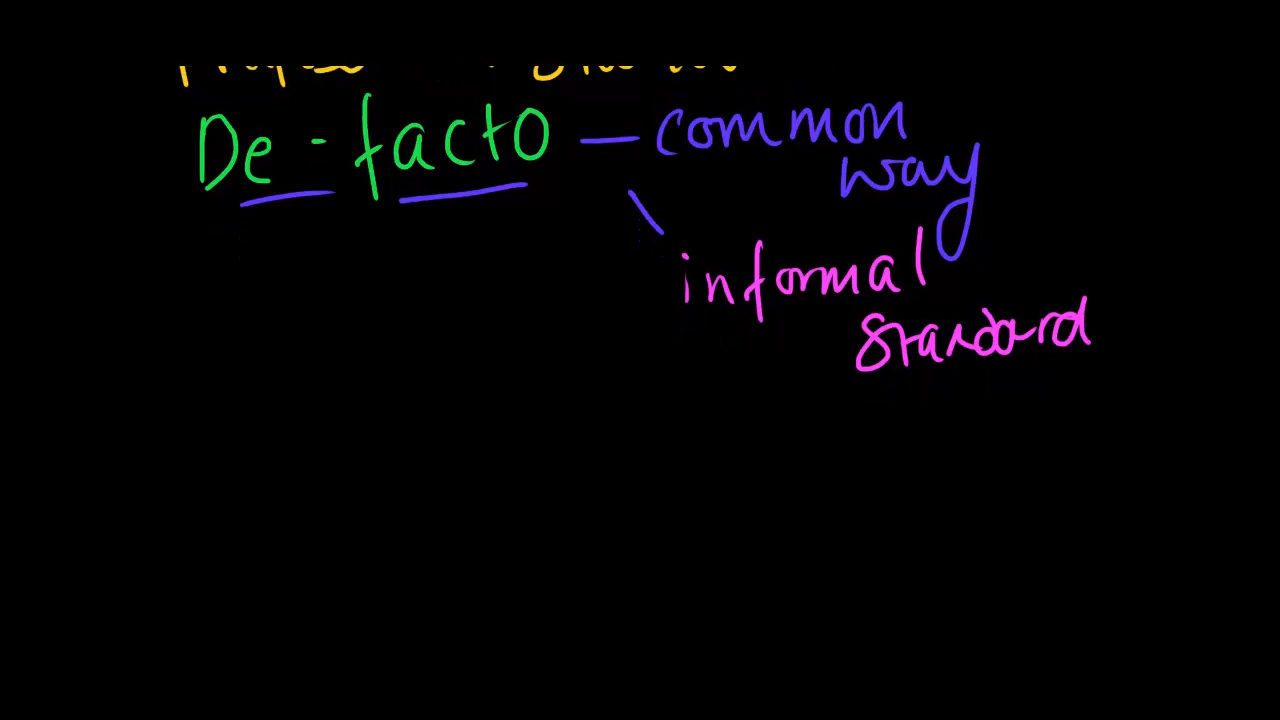 De-facto — common
way
informal
standard